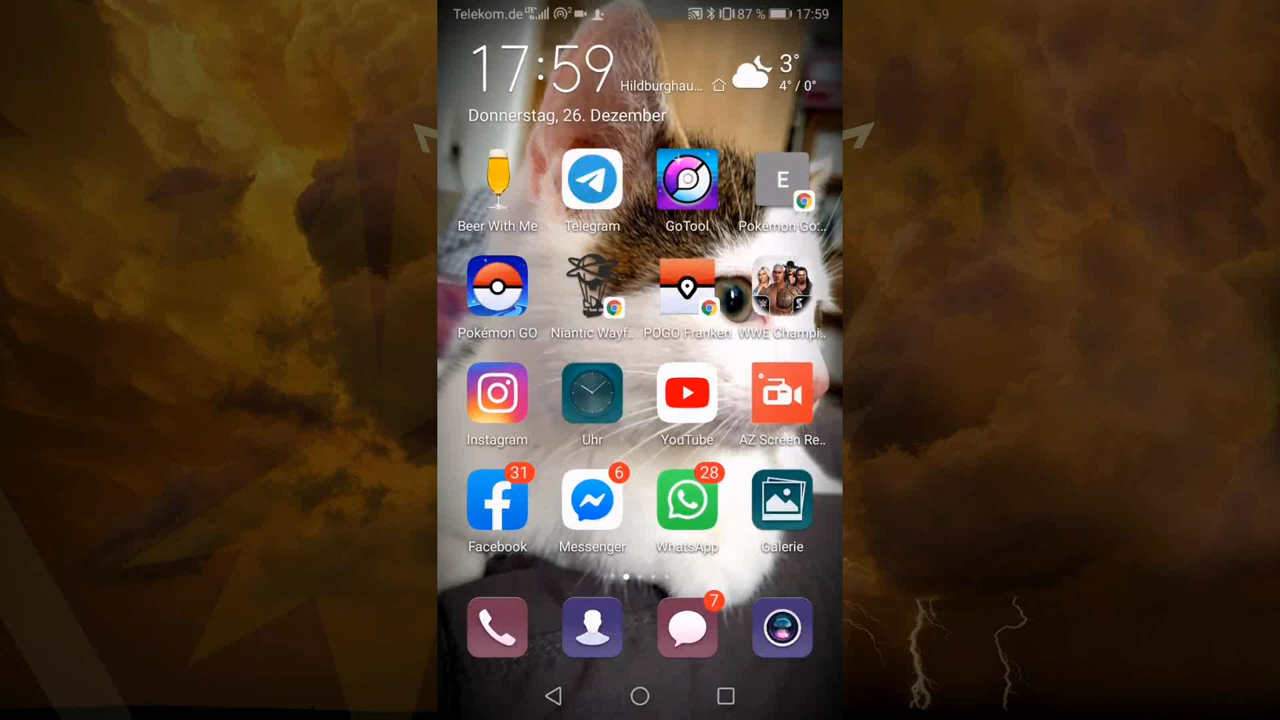 Telekom.de 87 % 17:59
17:59 Hildburghau... 3°
4° / 0°
Donnerstag, 26. Dezember
E
Beer With Me Telegram GoTool Pokémon Go:..
Pokémon GO Niantic Wayf.. POGO Franken WWE Champi..
Instagram Uhr YouTube AZ Screen Re..
31 6 28
Facebook Messenger WhatsApp Galerie
7